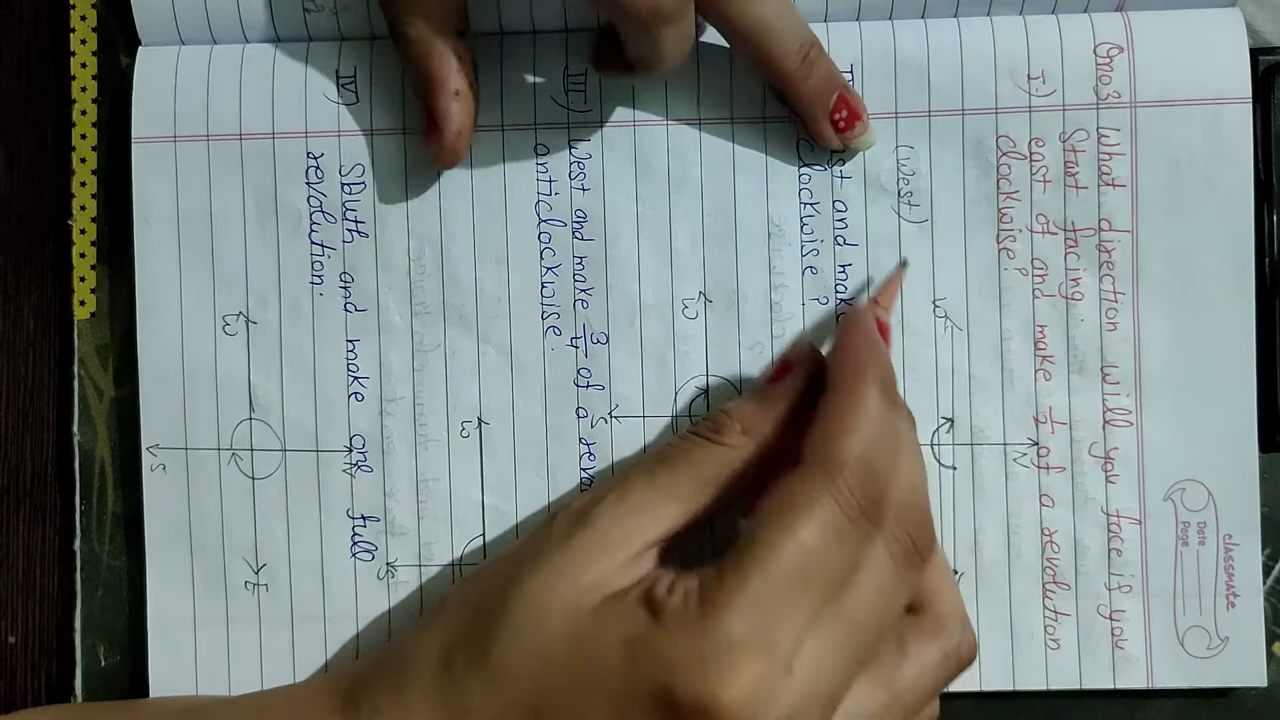 classmate
Date
Page
Qno3 What direction will you face if you
Start facing.
I.) east of and make 1/2 of a revolution
clockwise?
N
W
(West)
st and mak
clockwise?
W
S
III) West and make 3/4 of a revo
anticlockwise.
W
S
IV) South and make one full
revolution.
N
W
E
S